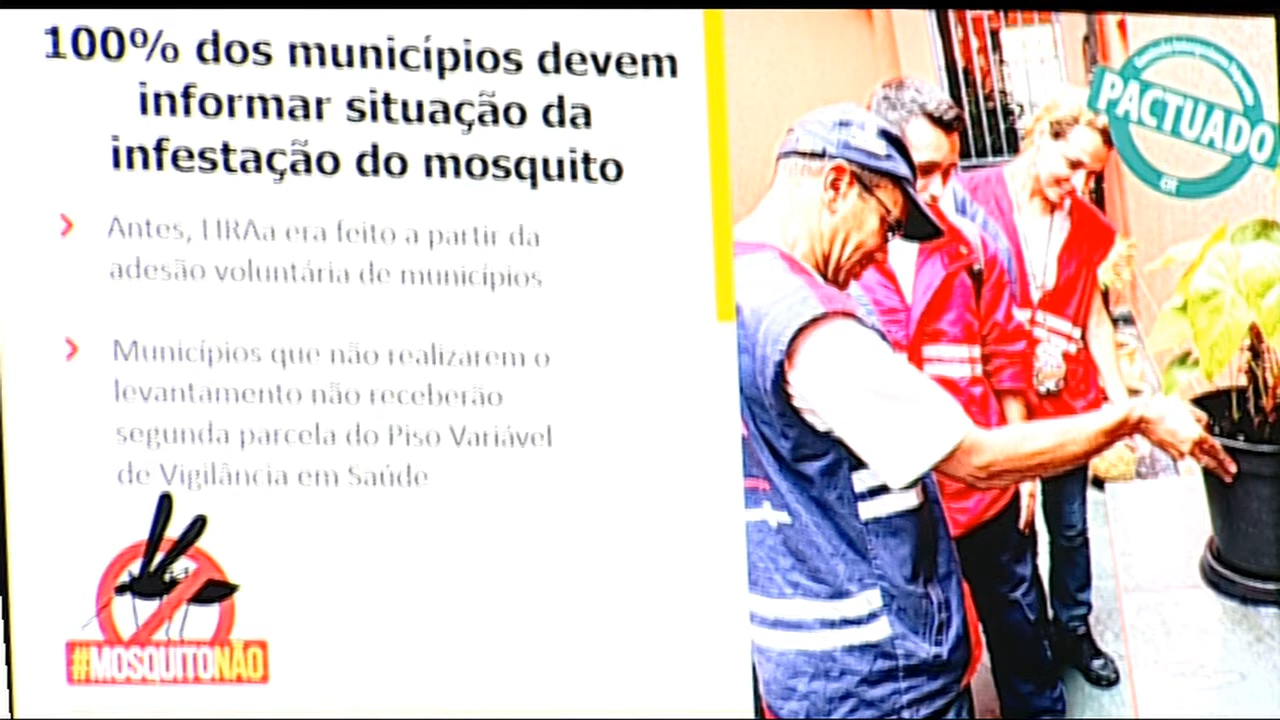 100% dos municípios devem
informar situação da
infestação do mosquito
Antes, LIRAa era feito a partir da
adesão voluntária de municípios
Municípios que não realizarem o
levantamento não receberão
segunda parcela do Piso Variável
de Vigilância em Saúde
#MOSQUITONÃO
PACTUADO
CIT